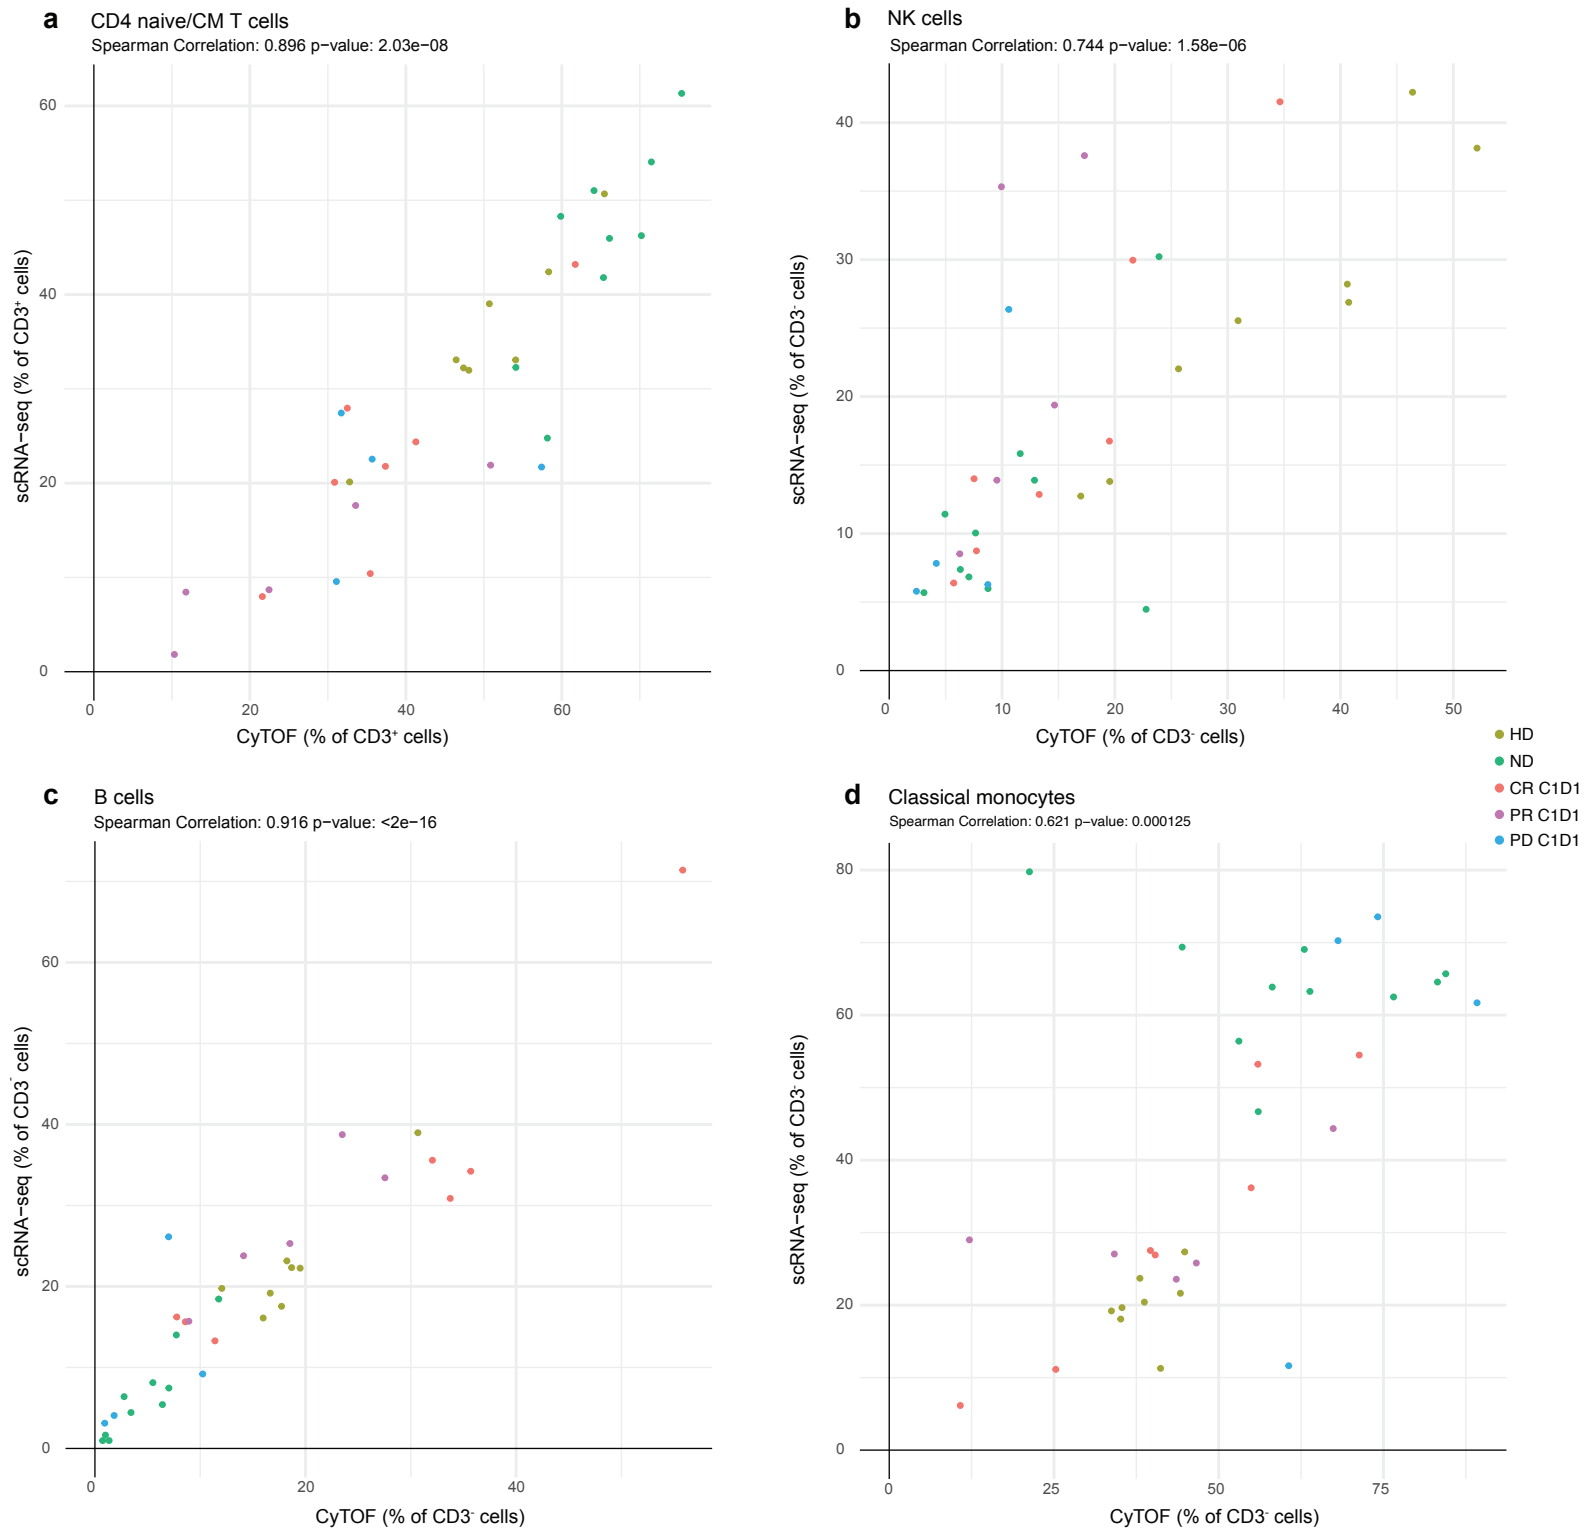 a CD4 naive/CM T cells
Spearman Correlation: 0.896 p−value: 2.03e−08
60
40
20
0
0 20 40 60
scRNA−seq (% of CD3⁺ cells)
CyTOF (% of CD3⁺ cells)
b NK cells
Spearman Correlation: 0.744 p−value: 1.58e−06
40
30
20
10
0
0 10 20 30 40 50
scRNA−seq (% of CD3⁻ cells)
CyTOF (% of CD3⁻ cells)
HD
ND
CR C1D1
PR C1D1
PD C1D1
c B cells
Spearman Correlation: 0.916 p−value: <2e−16
60
40
20
0
0 20 40
scRNA−seq (% of CD3⁻ cells)
CyTOF (% of CD3⁻ cells)
d Classical monocytes
Spearman Correlation: 0.621 p−value: 0.000125
80
60
40
20
0
0 25 50 75
scRNA−seq (% of CD3⁻ cells)
CyTOF (% of CD3⁻ cells)